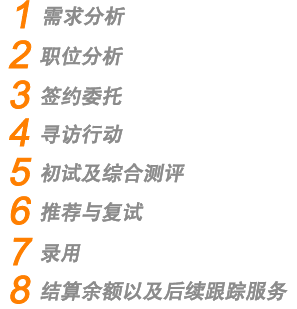 1 需求分析
2 职位分析
3 签约委托
4 寻访行动
5 初试及综合测评
6 推荐与复试
7 录用
8 结算余额以及后续跟踪服务